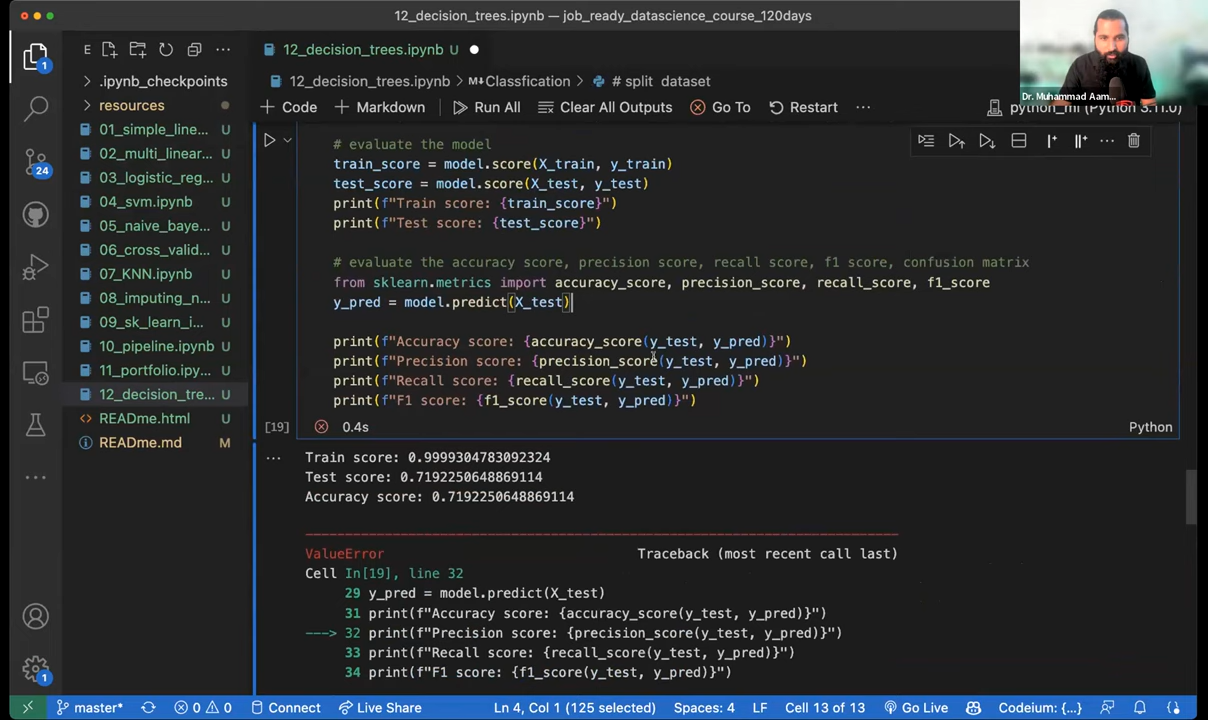 12_decision_trees.ipynb — job_ready_datascience_course_120days
1
E
12_decision_trees.ipynb U
.ipynb_checkpoints
12_decision_trees.ipynb > M↓Classfication > # split dataset
Dr. Muhammad Aam...
resources
Code + Markdown Run All Clear All Outputs Go To Restart ... python_ml (Python 3.11.0)
01_simple_line... U
02_multi_linear... U
03_logistic_reg... U
04_svm.ipynb U
05_naive_baye... U
06_cross_valid... U
07_KNN.ipynb U
08_imputing_n... U
09_sk_learn_i... U
10_pipeline.ipynb U
11_portfolio.ipy... U
12_decision_tre... U
READme.html U
READme.md M
24
# evaluate the model
train_score = model.score(X_train, y_train)
test_score = model.score(X_test, y_test)
print(f"Train score: {train_score}")
print(f"Test score: {test_score}")
# evaluate the accuracy score, precision score, recall score, f1 score, confusion matrix
from sklearn.metrics import accuracy_score, precision_score, recall_score, f1_score
y_pred = model.predict(X_test)
print(f"Accuracy score: {accuracy_score(y_test, y_pred)}")
print(f"Precision score: {precision_score(y_test, y_pred)}")
print(f"Recall score: {recall_score(y_test, y_pred)}")
print(f"F1 score: {f1_score(y_test, y_pred)}")
[19] 0.4s Python
Train score: 0.9999304783092324
Test score: 0.7192250648869114
Accuracy score: 0.7192250648869114
ValueError Traceback (most recent call last)
Cell In[19], line 32
29 y_pred = model.predict(X_test)
31 print(f"Accuracy score: {accuracy_score(y_test, y_pred)}")
---> 32 print(f"Precision score: {precision_score(y_test, y_pred)}")
33 print(f"Recall score: {recall_score(y_test, y_pred)}")
34 print(f"F1 score: {f1_score(y_test, y_pred)}")
1
master* 0 0 Connect Live Share Ln 4, Col 1 (125 selected) Spaces: 4 LF Cell 13 of 13 Go Live Codeium: {...}